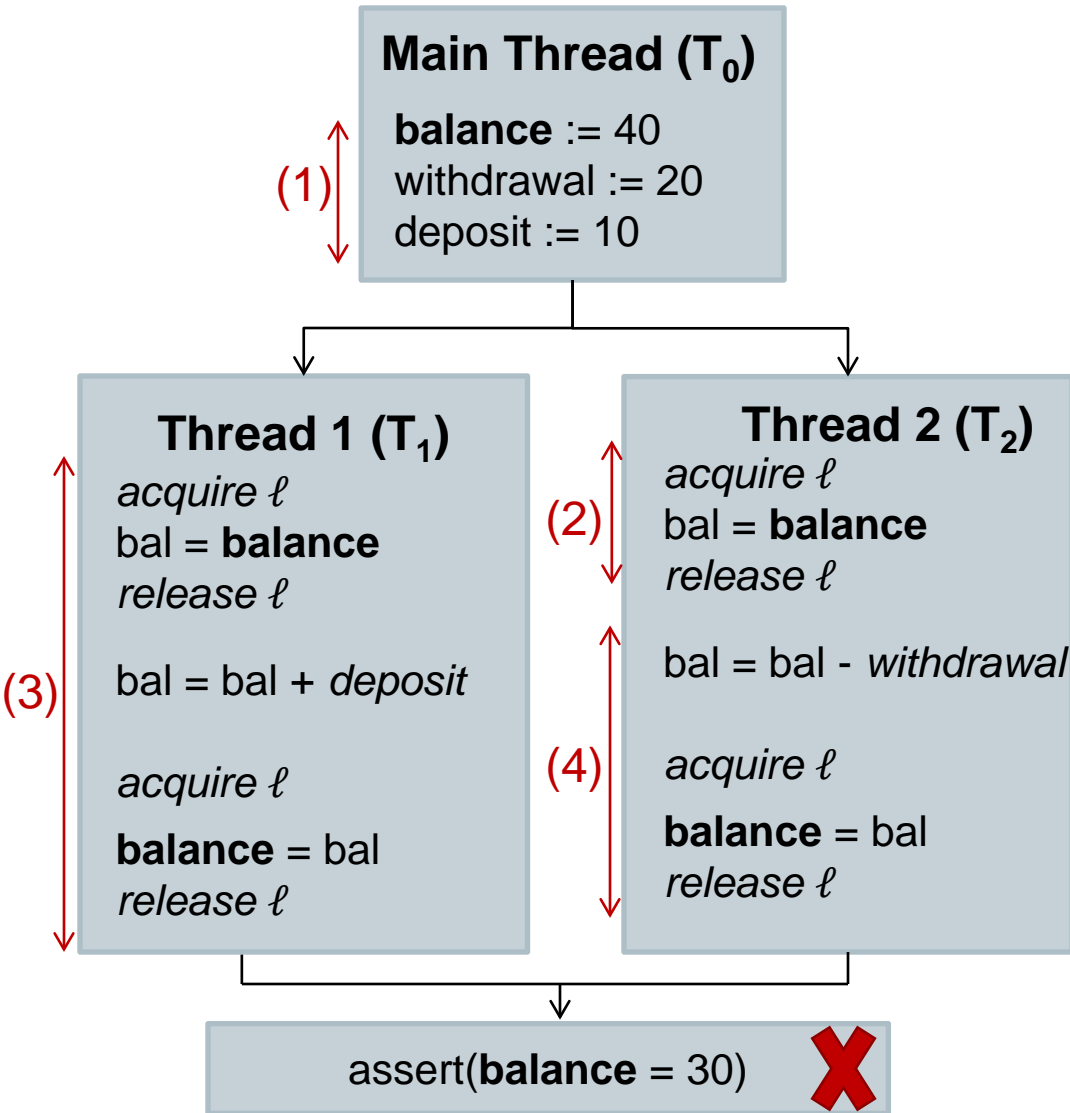 Main Thread (T₀)
balance := 40
(1)
withdrawal := 20
deposit := 10
Thread 1 (T₁)
acquire ℓ
bal = balance
release ℓ
(3)
bal = bal + deposit
acquire ℓ
balance = bal
release ℓ
Thread 2 (T₂)
acquire ℓ
(2)
bal = balance
release ℓ
bal = bal - withdrawal
(4)
acquire ℓ
balance = bal
release ℓ
assert(balance = 30)